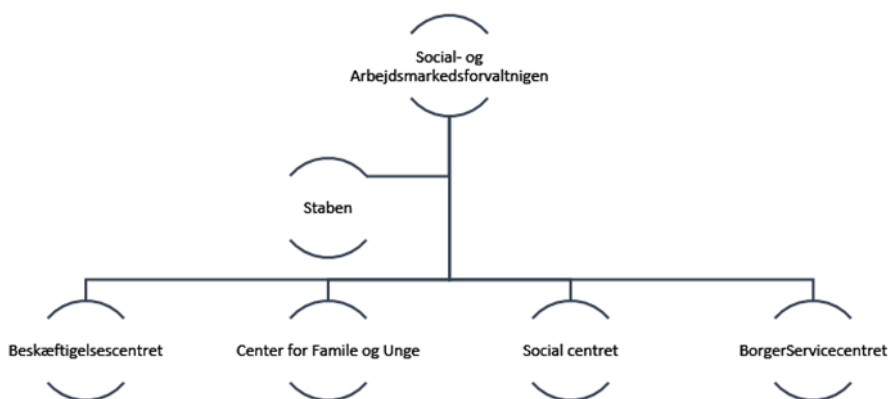 Social- og
Arbejdsmarkedsforvaltnigen
Staben
Beskæftigelsescentret
Center for Famile og Unge
Social centret
BorgerServicecentret